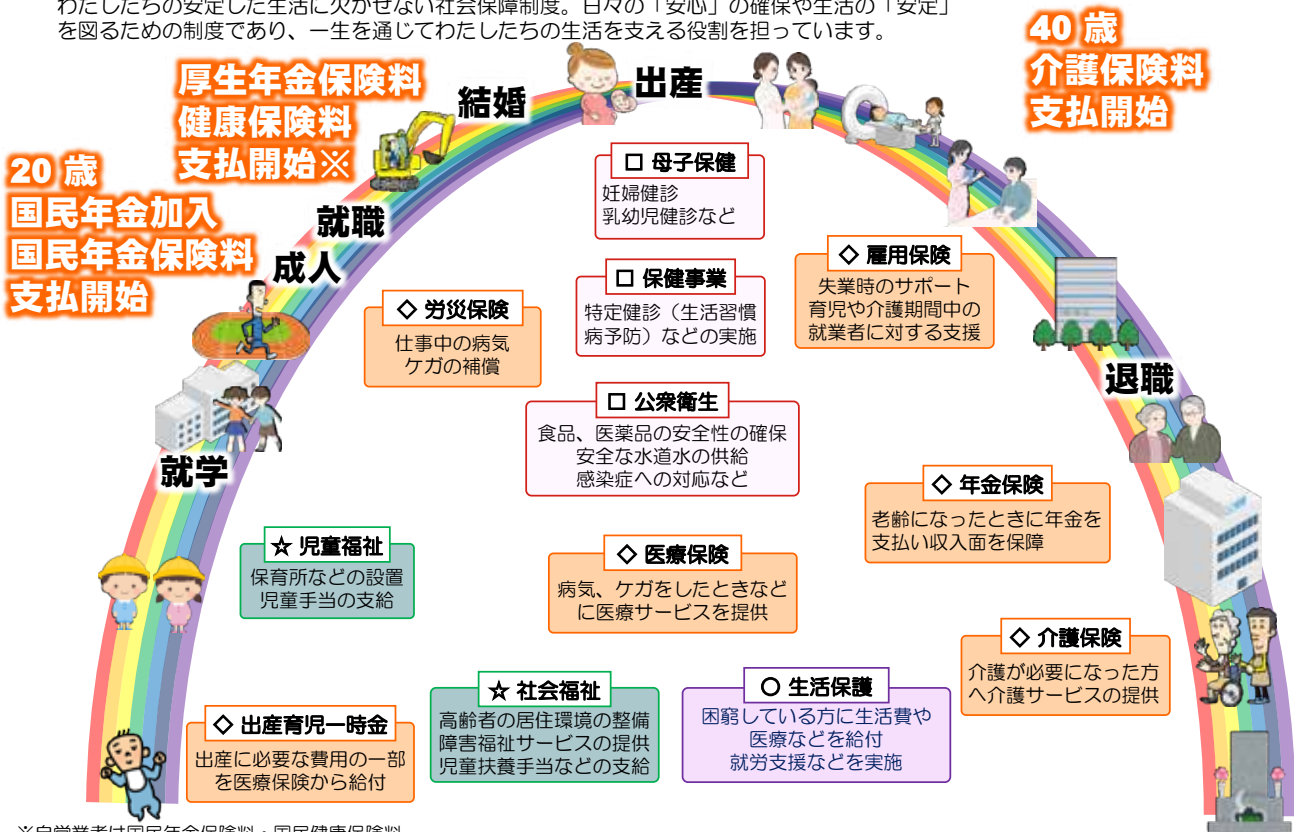 わたしたちの安定した生活に欠かせない社会保障制度。日々の「安心」の確保や生活の「安定」
を図るための制度であり、一生を通じてわたしたちの生活を支える役割を担っています。
40 歳
介護保険料
支払開始
厚生年金保険料
健康保険料
支払開始※
結婚
出産
20 歳
国民年金加入
国民年金保険料
支払開始
就職
成人
就学
退職
□ 母子保健
妊婦健診
乳幼児健診など
□ 保健事業
特定健診（生活習慣
病予防）などの実施
◇ 雇用保険
失業時のサポート
育児や介護期間中の
就業者に対する支援
◇ 労災保険
仕事中の病気
ケガの補償
□ 公衆衛生
食品、医薬品の安全性の確保
安全な水道水の供給
感染症への対応など
◇ 年金保険
老齢になったときに年金を
支払い収入面を保障
☆ 児童福祉
保育所などの設置
児童手当の支給
◇ 医療保険
病気、ケガをしたときなど
に医療サービスを提供
◇ 介護保険
介護が必要になった方
へ介護サービスの提供
☆ 社会福祉
高齢者の居住環境の整備
障害福祉サービスの提供
児童扶養手当などの支給
○ 生活保護
困窮している方に生活費や
医療などを給付
就労支援などを実施
◇ 出産育児一時金
出産に必要な費用の一部
を医療保険から給付
※自営業者は国民年金保険料・国民健康保険料